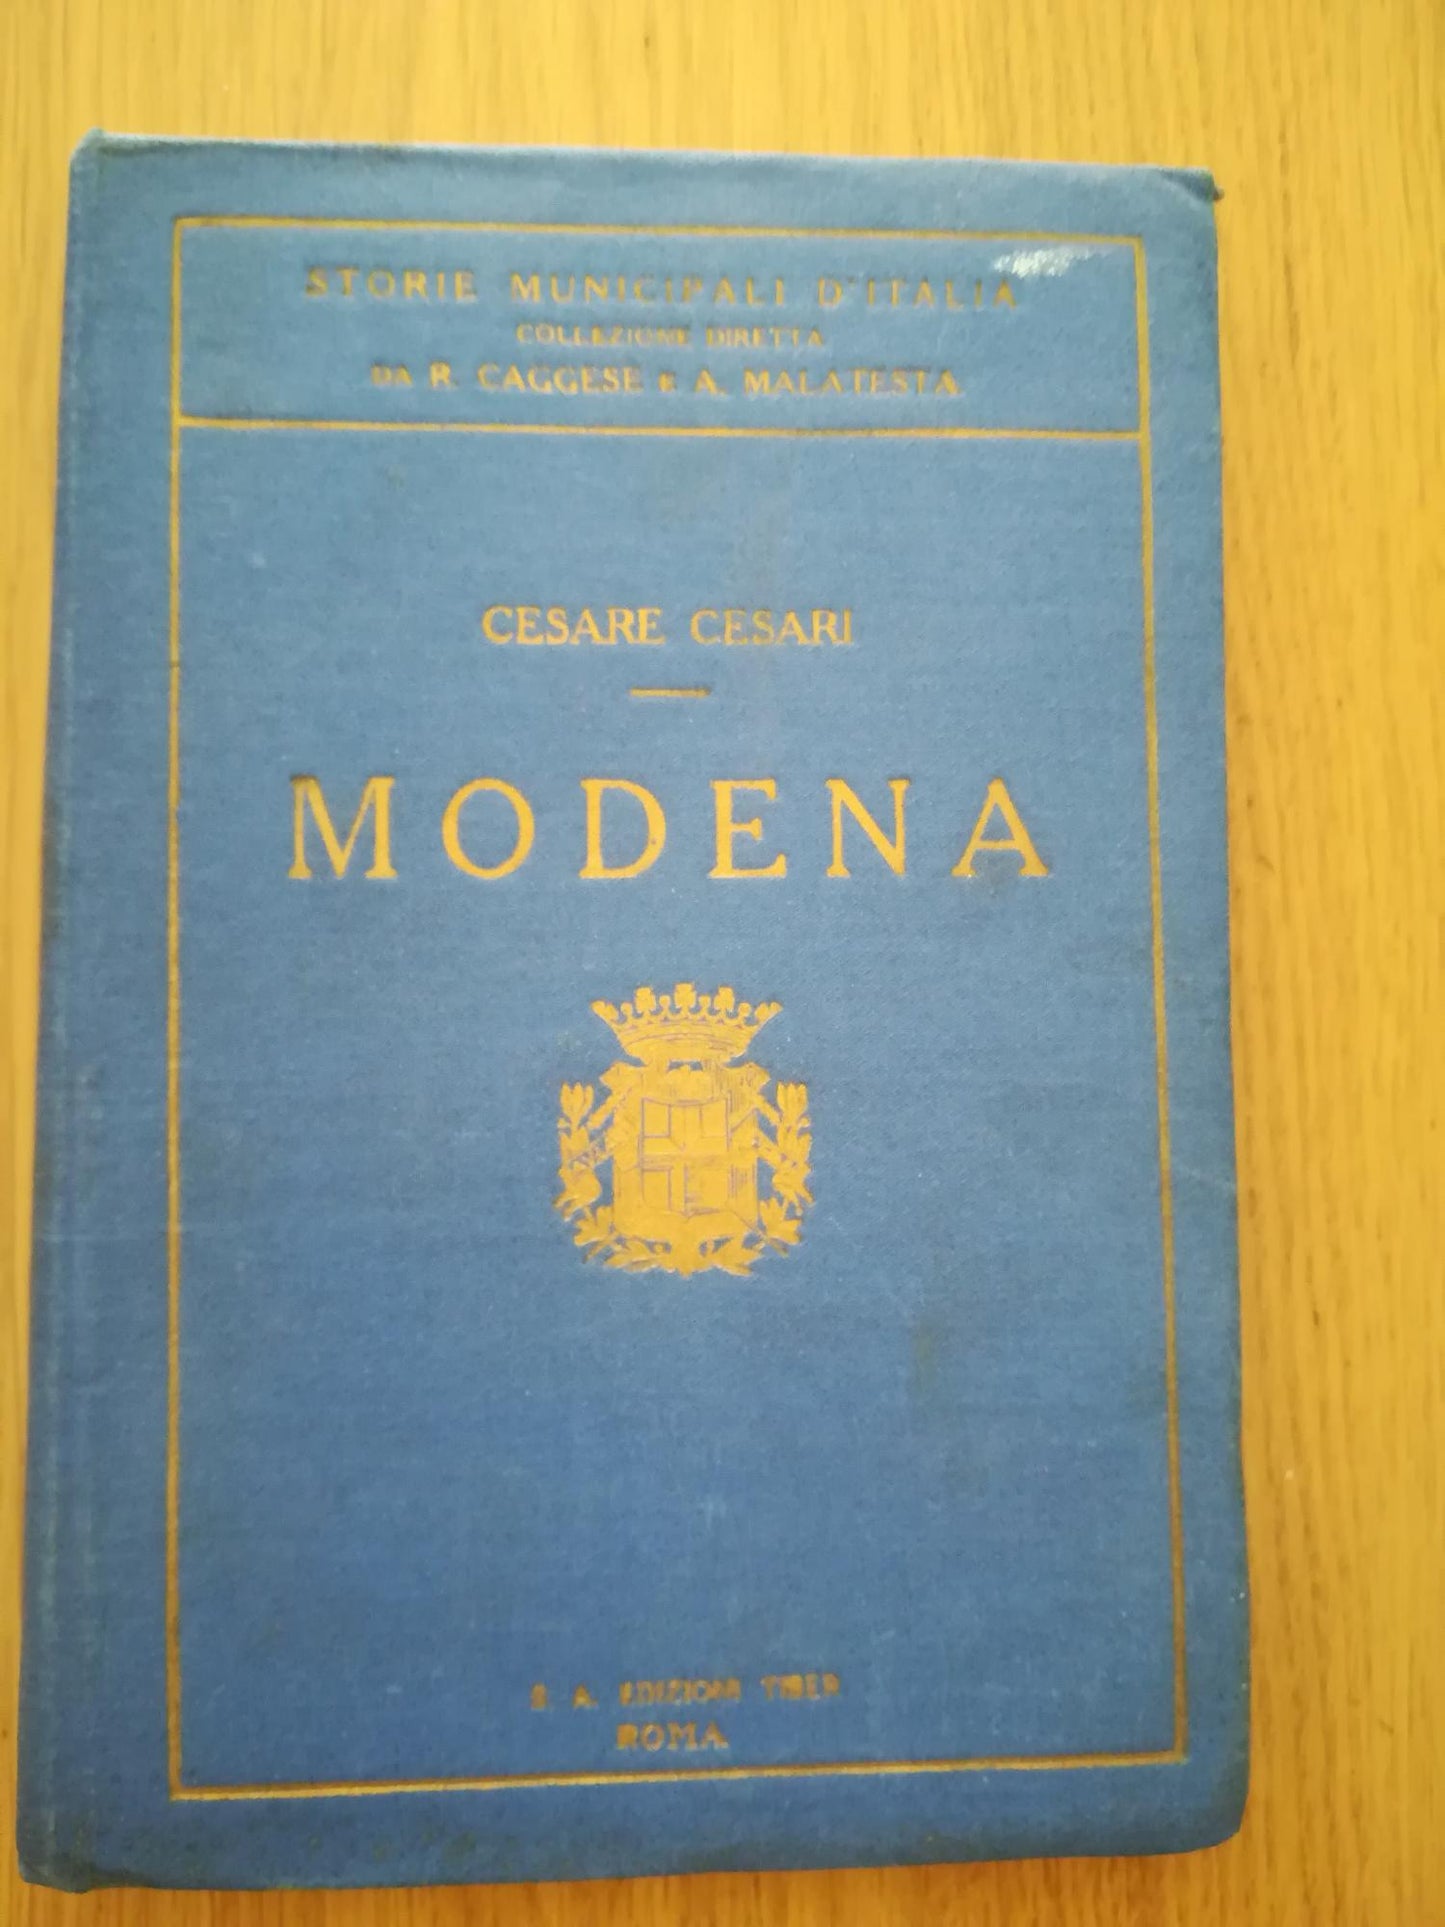 STORIE MUNICIPALI D'ITALIA
COLLEZIONE DIRETTA
DA R. CAGGESE E A. MALATESTA
CESARE CESARI
MODENA
S. A. EDIZIONI TIBER
ROMA